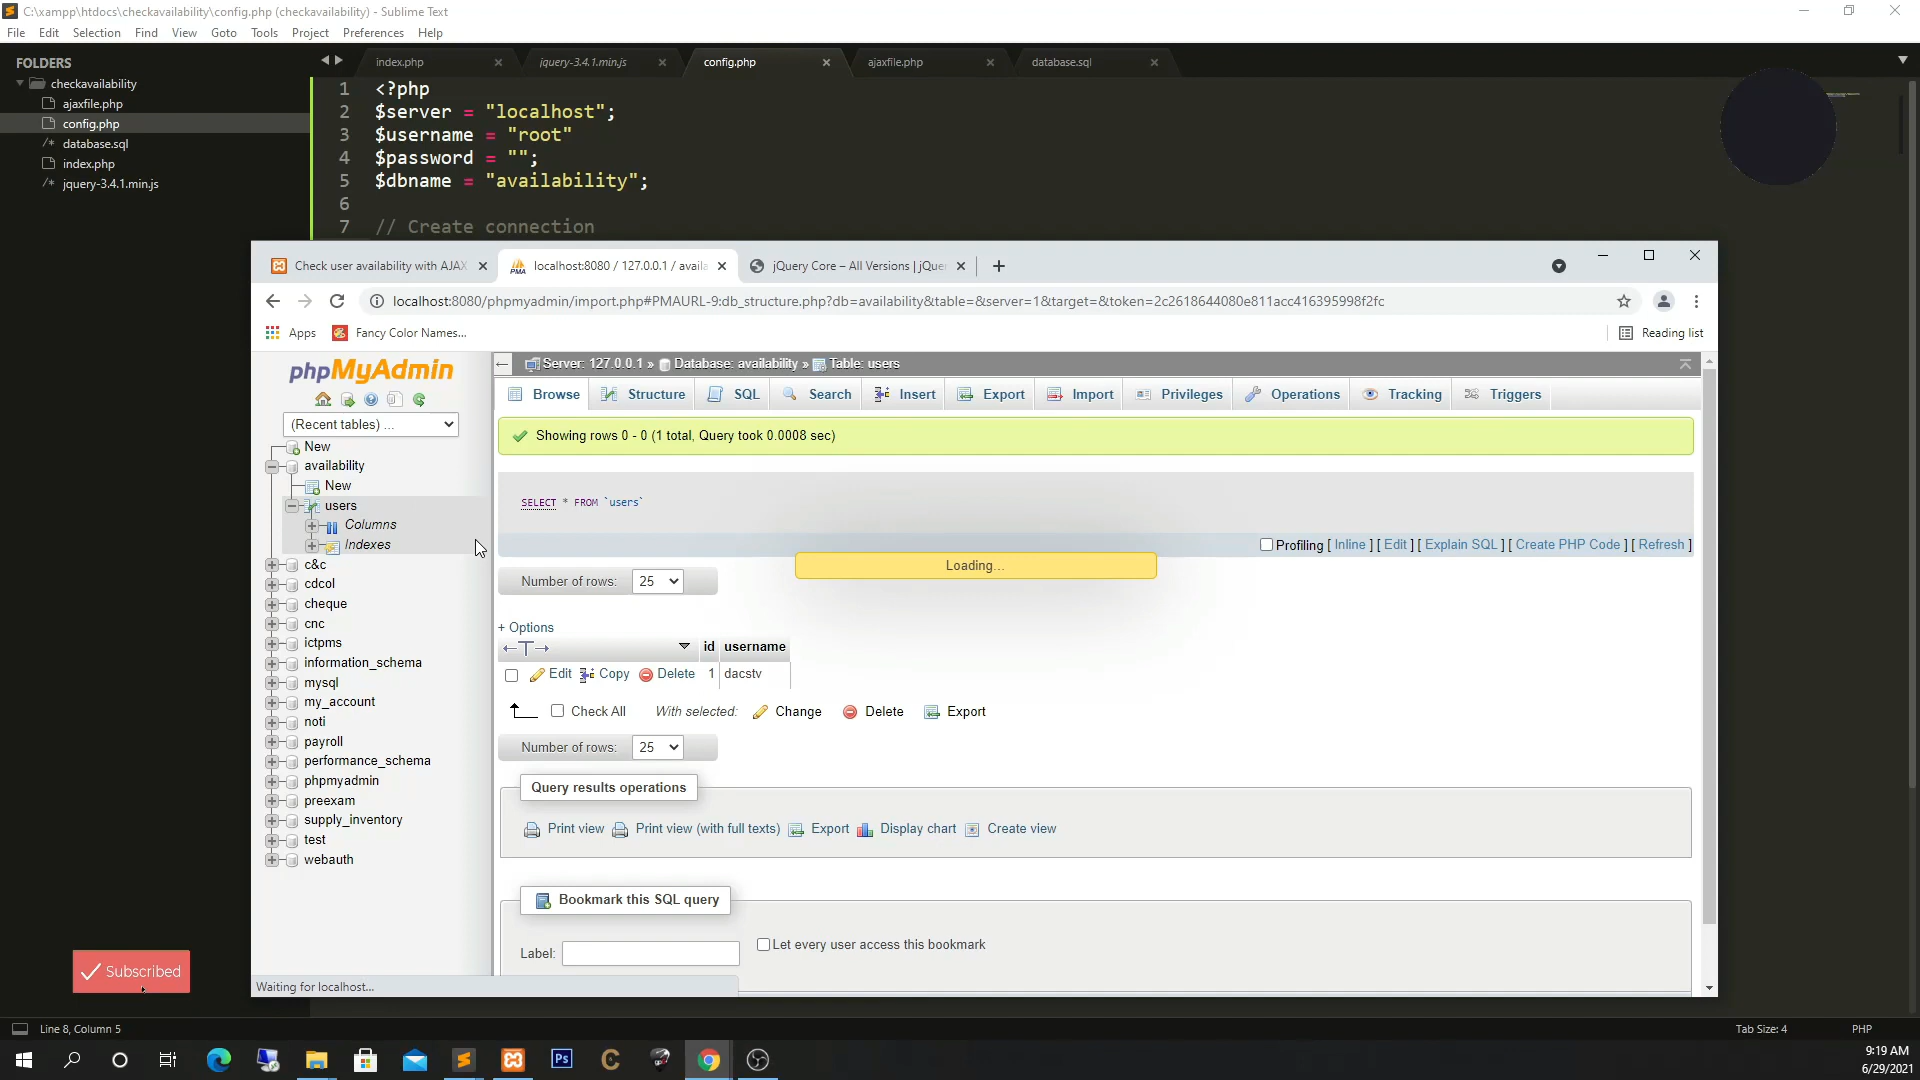 C:\xampp\htdocs\checkavailability\config.php (checkavailability) - Sublime Text
File Edit Selection Find View Goto Tools Project Preferences Help
FOLDERS
checkavailability
ajaxfile.php
config.php
database.sql
index.php
jquery-3.4.1.min.js
index.php
jquery-3.4.1.min.js
config.php
ajaxfile.php
database.sql
1 <?php
2 $server = "localhost";
3 $username = "root"
4 $password = "";
5 $dbname = "availability";
6
7 // Create connection
Check user availability with AJAX
localhost:8080 / 127.0.0.1 / availa
jQuery Core – All Versions | jQuer
localhost:8080/phpmyadmin/import.php#PMAURL-9:db_structure.php?db=availability&table=&server=1&target=&token=2c2618644080e811acc416395998f2fc
Apps Fancy Color Names... Reading list
phpMyAdmin
(Recent tables) ...
New
availability
New
users
Columns
Indexes
c&c
cdcol
cheque
cnc
ictpms
information_schema
mysql
my_account
noti
payroll
performance_schema
phpmyadmin
preexam
supply_inventory
test
webauth
Server: 127.0.0.1 » Database: availability » Table: users
Browse Structure SQL Search Insert Export Import Privileges Operations Tracking Triggers
Showing rows 0 - 0 (1 total, Query took 0.0008 sec)
SELECT * FROM `users`
Profiling [ Inline ] [ Edit ] [ Explain SQL ] [ Create PHP Code ] [ Refresh ]
Loading...
Number of rows: 25
+ Options
←T→ id username
Edit Copy Delete 1 dacstv
Check All With selected: Change Delete Export
Number of rows: 25
Query results operations
Print view Print view (with full texts) Export Display chart Create view
Bookmark this SQL query
Label: Let every user access this bookmark
Waiting for localhost...
Subscribed
Line 8, Column 5 Tab Size: 4 PHP
Ps
9:19 AM
6/29/2021